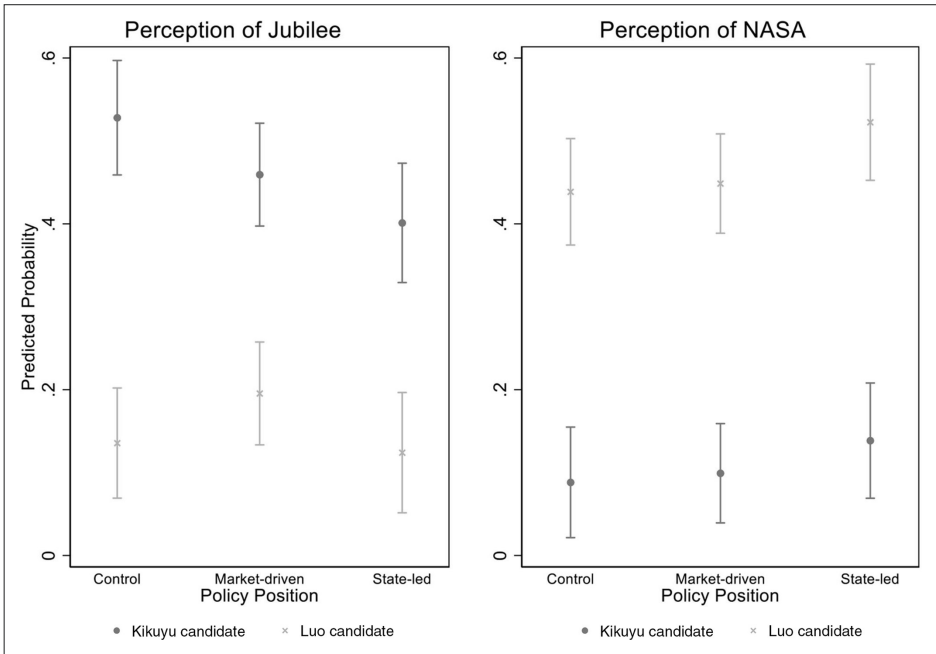 Perception of Jubilee
Predicted Probability
.6
.4
.2
0
Control
Market-driven
State-led
Policy Position
Kikuyu candidate
Luo candidate
Perception of NASA
.6
.4
.2
0
Control
Market-driven
State-led
Policy Position
Kikuyu candidate
Luo candidate